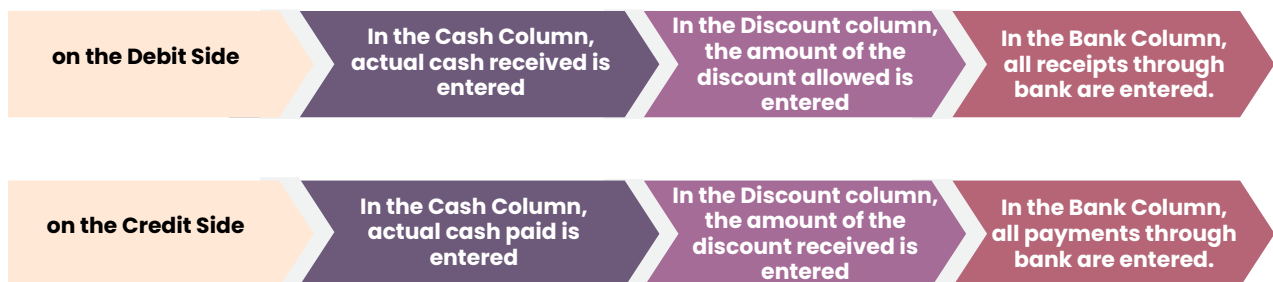 on the Debit Side
In the Cash Column,
actual cash received is
entered
In the Discount column,
the amount of the
discount allowed is
entered
In the Bank Column,
all receipts through
bank are entered.
on the Credit Side
In the Cash Column,
actual cash paid is
entered
In the Discount column,
the amount of the
discount received is
entered
In the Bank Column,
all payments through
bank are entered.